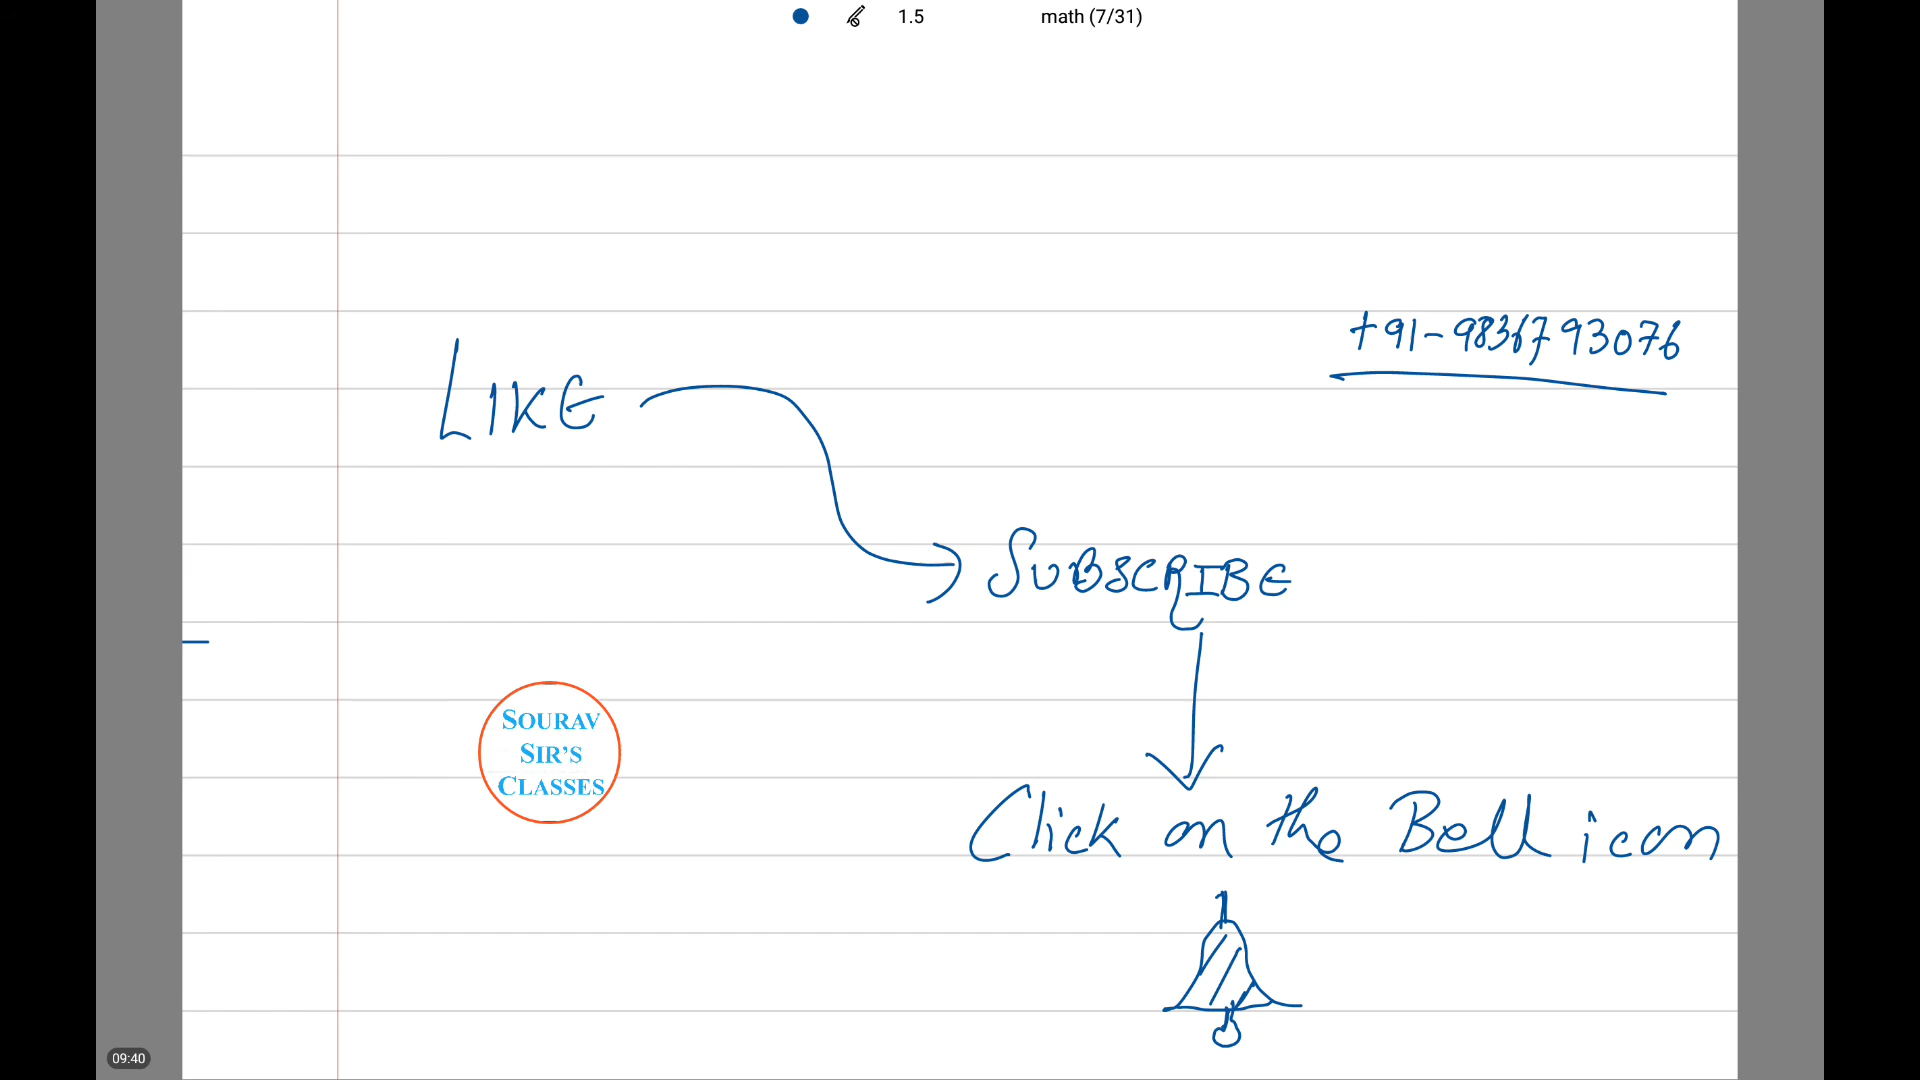 1.5 math (7/31)
+91-9836793076
LIKE
SUBSCRIBE
SOURAV
SIR'S
CLASSES
Click on the Bell icon
09:40